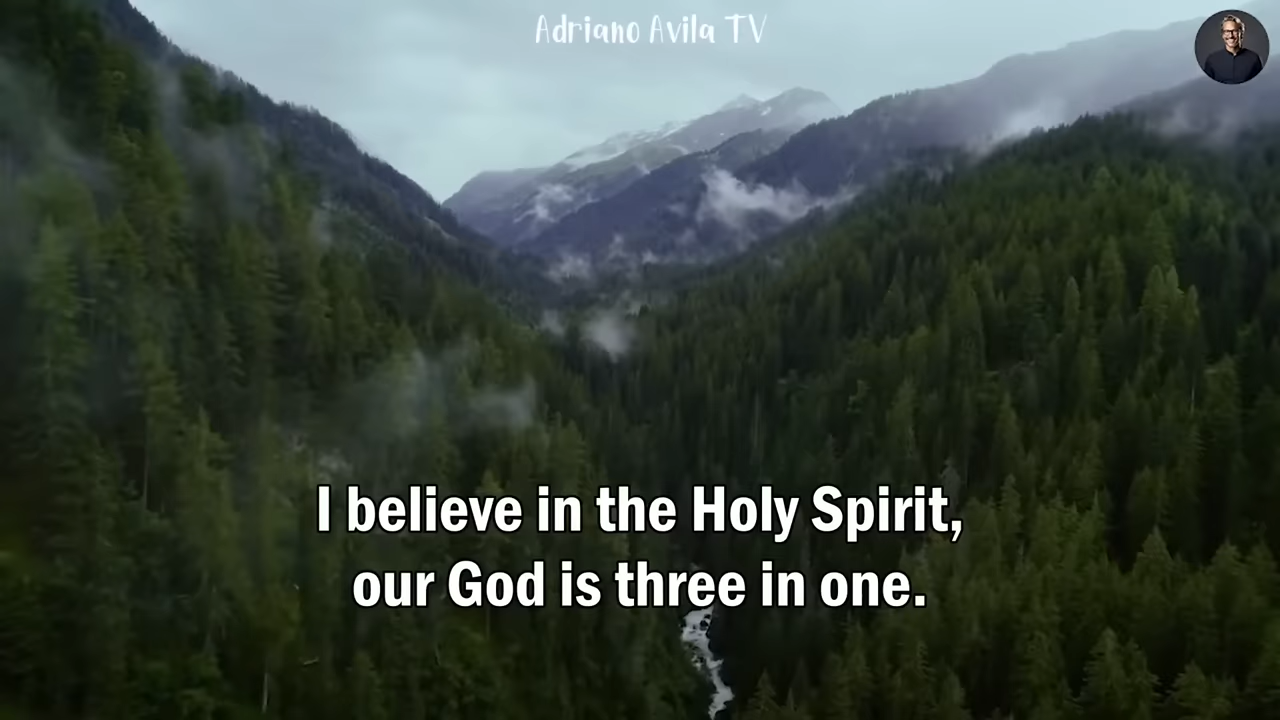 Adriano Avila TV
I believe in the Holy Spirit,
our God is three in one.